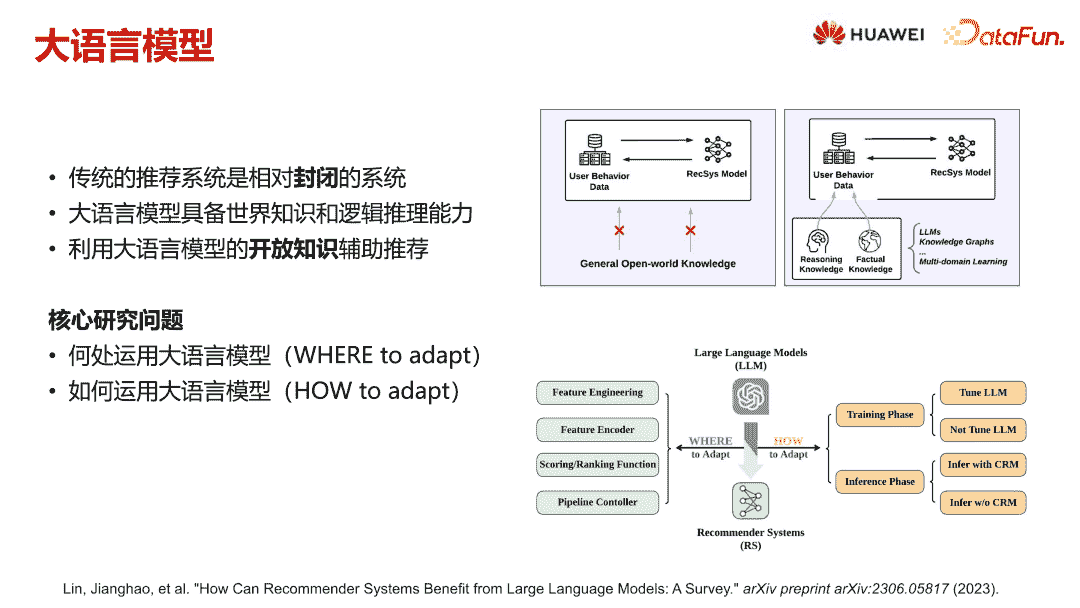 大语言模型
HUAWEI
DataFun.
• 传统的推荐系统是相对封闭的系统
• 大语言模型具备世界知识和逻辑推理能力
• 利用大语言模型的开放知识辅助推荐
核心研究问题
• 何处运用大语言模型（WHERE to adapt）
• 如何运用大语言模型（HOW to adapt）
User Behavior
Data
RecSys Model
General Open-world Knowledge
User Behavior
Data
RecSys Model
Reasoning
Knowledge
Factual
Knowledge
LLMs
Knowledge Graphs
...
Multi-domain Learning
Large Language Models
(LLM)
Feature Engineering
Feature Encoder
Scoring/Ranking Function
Pipeline Contoller
WHERE
to Adapt
HOW
to Adapt
Recommender Systems
(RS)
Training Phase
Inference Phase
Tune LLM
Not Tune LLM
Infer with CRM
Infer w/o CRM
Lin, Jianghao, et al. "How Can Recommender Systems Benefit from Large Language Models: A Survey." arXiv preprint arXiv:2306.05817 (2023).